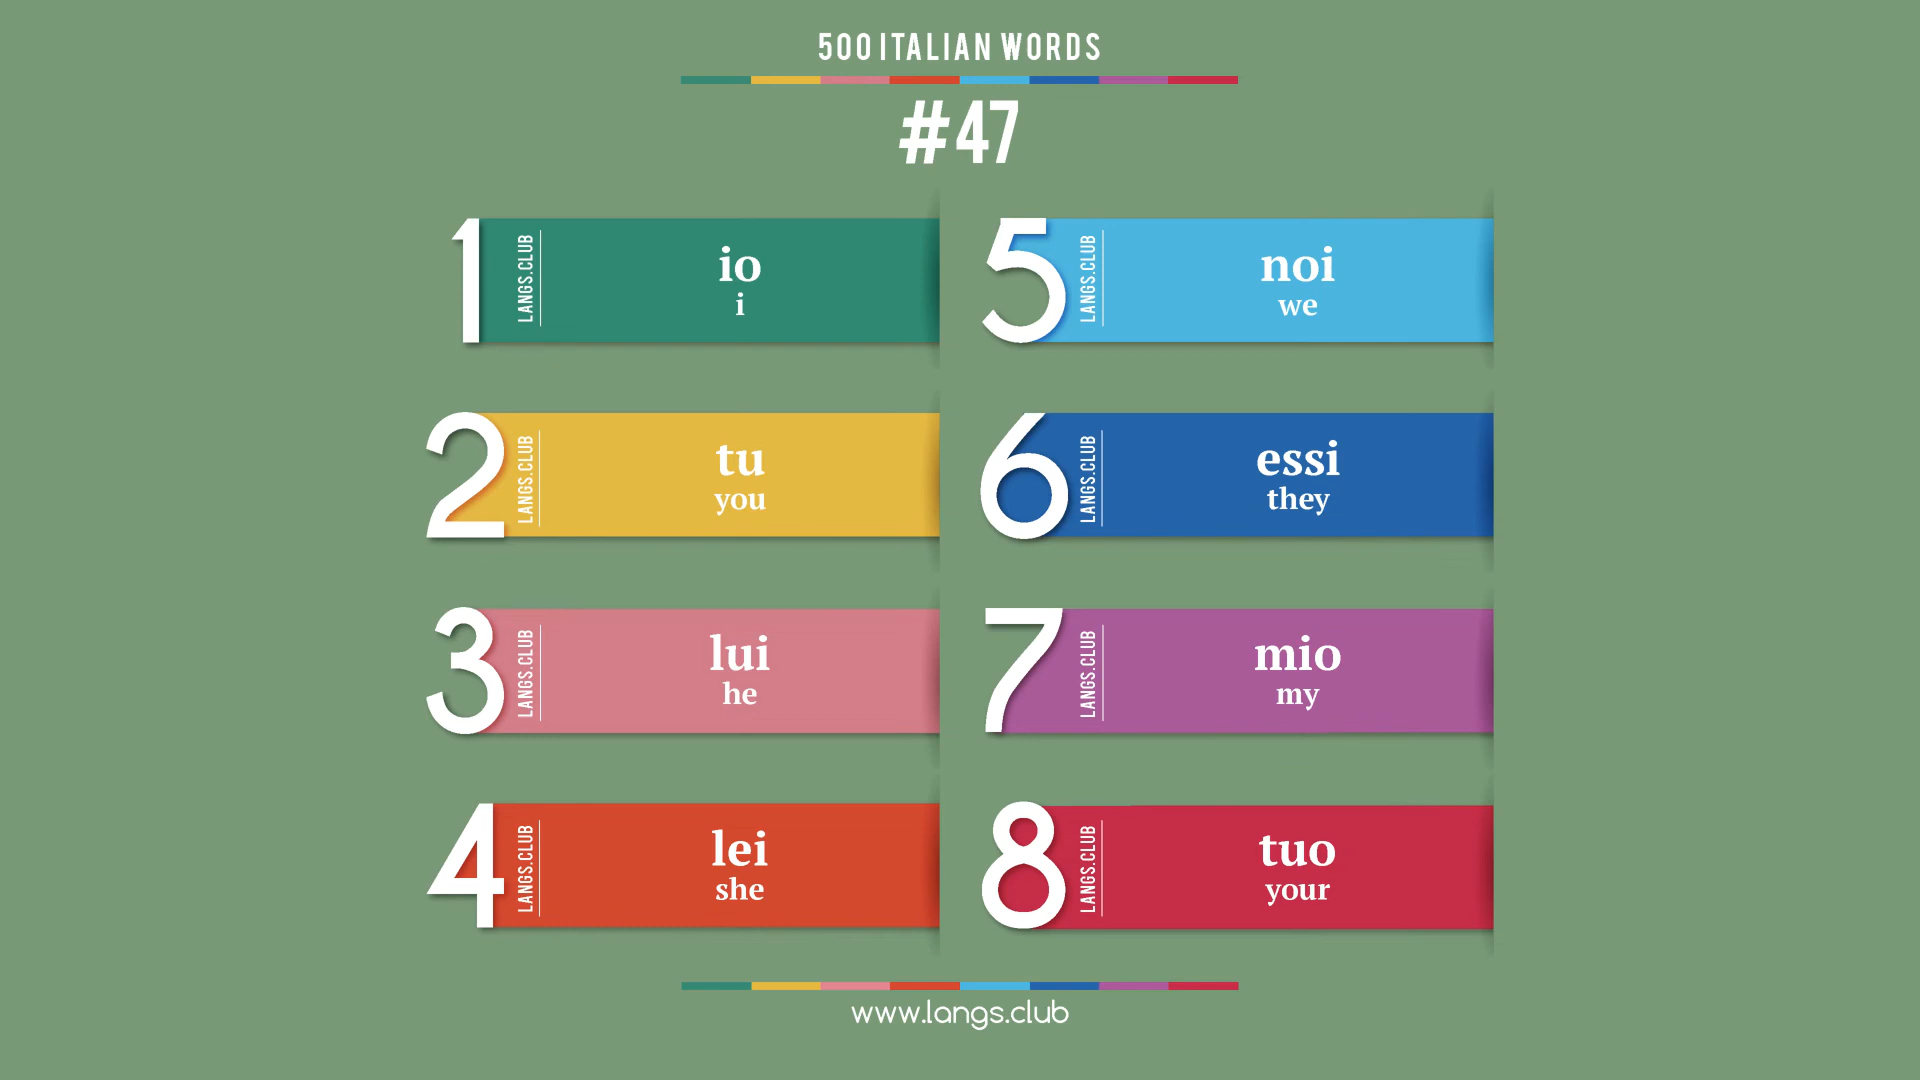 500 ITALIAN WORDS
#47
1
LANGS.CLUB
io
i
2
LANGS.CLUB
tu
you
3
LANGS.CLUB
lui
he
4
LANGS.CLUB
lei
she
5
LANGS.CLUB
noi
we
6
LANGS.CLUB
essi
they
7
LANGS.CLUB
mio
my
8
LANGS.CLUB
tuo
your
www.langs.club